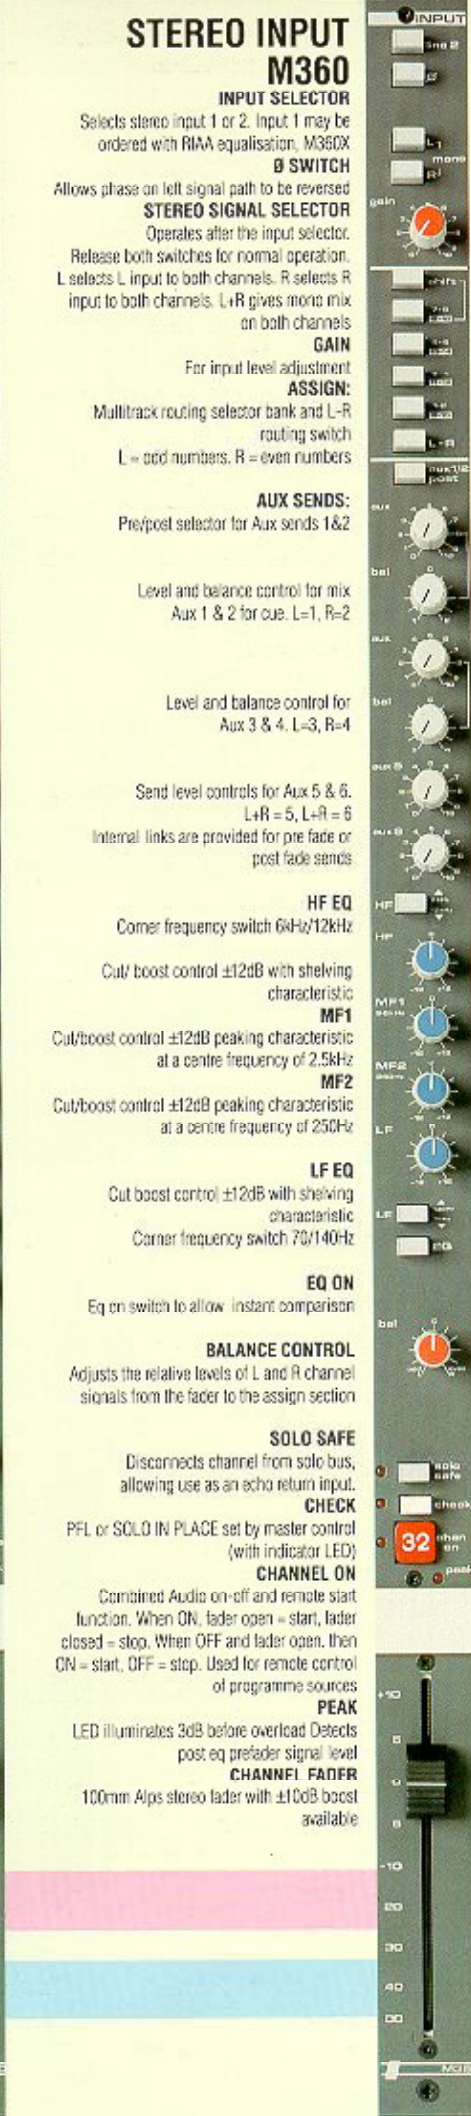 STEREO INPUT
M360
INPUT SELECTOR
Selects stereo input 1 or 2. Input 1 may be
ordered with RIAA equalisation, M360X
Ø SWITCH
Allows phase on left signal path to be reversed
STEREO SIGNAL SELECTOR
Operates after the input selector.
Release both switches for normal operation.
L selects L input to both channels. R selects R
input to both channels. L+R gives mono mix
on both channels
GAIN
For input level adjustment
ASSIGN:
Multitrack routing selector bank and L-R
routing switch
L = odd numbers. R = even numbers
AUX SENDS:
Pre/post selector for Aux sends 1&2
Level and balance control for mix
Aux 1 & 2 for cue. L=1, R=2
Level and balance control for
Aux 3 & 4. L=3, R=4
Send level controls for Aux 5 & 6.
L+R = 5, L+R = 6
Internal links are provided for pre fade or
post fade sends
HF EQ
Corner frequency switch 6kHz/12kHz
Cut/ boost control ±12dB with shelving
characteristic
MF1
Cut/boost control ±12dB peaking characteristic
at a centre frequency of 2.5kHz
MF2
Cut/boost control ±12dB peaking characteristic
at a centre frequency of 250Hz
LF EQ
Cut boost control ±12dB with shelving
characteristic
Corner frequency switch 70/140Hz
EQ ON
Eq on switch to allow instant comparison
BALANCE CONTROL
Adjusts the relative levels of L and R channel
signals from the fader to the assign section
SOLO SAFE
Disconnects channel from solo bus,
allowing use as an echo return input.
CHECK
PFL or SOLO IN PLACE set by master control
(with indicator LED)
CHANNEL ON
Combined Audio on-off and remote start
function. When ON, fader open = start, fader
closed = stop. When OFF and fader open, then
ON = start, OFF = stop. Used for remote control
of programme sources
PEAK
LED illuminates 3dB before overload Detects
post eq prefader signal level
CHANNEL FADER
100mm Alps stereo fader with ±10dB boost
available
INPUT
line 2
Ø
L
mono
R
gain
shift
L-R
aux1/2
post
aux
bal
aux
bal
aux 5
aux 6
HF
HF
MF1
MF2
LF
LF
EQ
bal
solo
safe
check
32
chan
on
peak
+10
5
0
5
-10
20
30
40